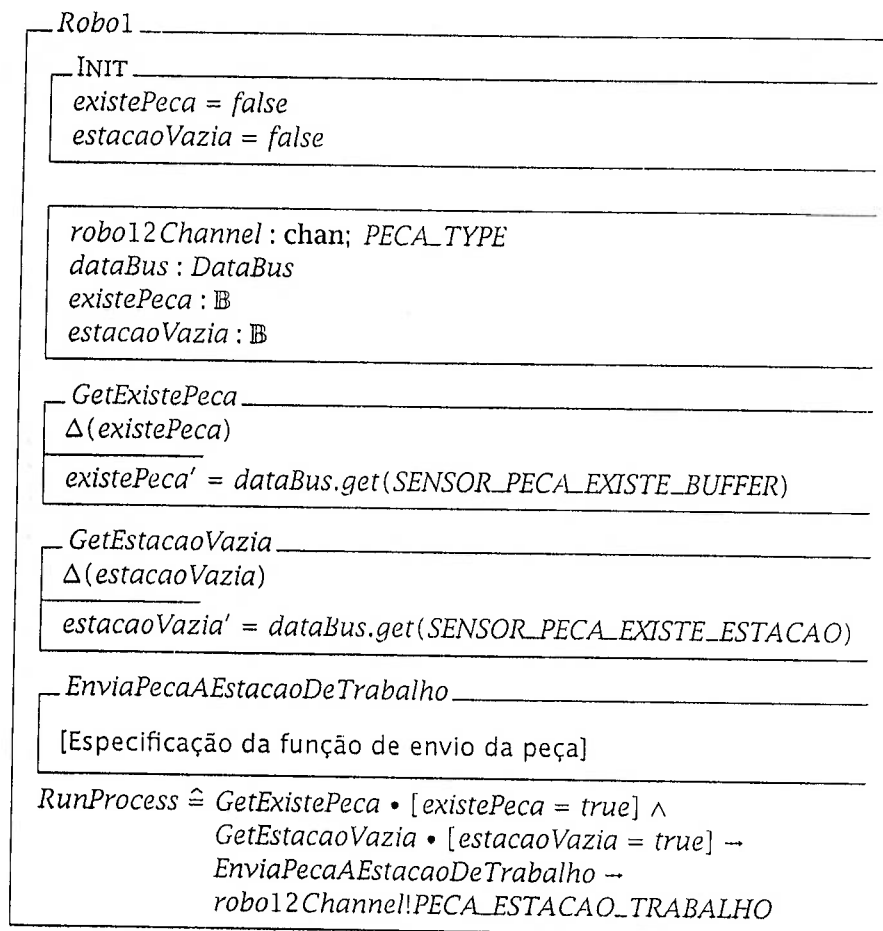 Robo1
INIT
existePeca = false
estacaoVazia = false
robo12Channel : chan; PECA_TYPE
dataBus : DataBus
existePeca : 𝔹
estacaoVazia : 𝔹
GetExistePeca
Δ(existePeca)
existePeca′ = dataBus.get(SENSOR_PECA_EXISTE_BUFFER)
GetEstacaoVazia
Δ(estacaoVazia)
estacaoVazia′ = dataBus.get(SENSOR_PECA_EXISTE_ESTACAO)
EnviaPecaAEstacaoDeTrabalho
[Especificação da função de envio da peça]
RunProcess ≙ GetExistePeca • [existePeca = true] ∧
GetEstacaoVazia • [estacaoVazia = true] →
EnviaPecaAEstacaoDeTrabalho →
robo12Channel!PECA_ESTACAO_TRABALHO